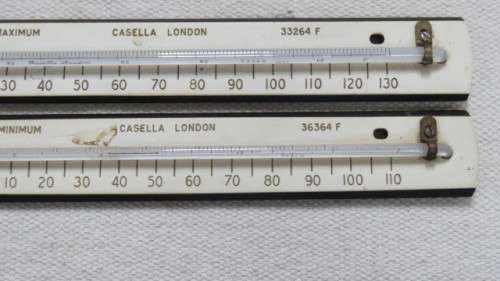 MAXIMUM CASELLA LONDON 33264 F
30 40 50 60 70 80 90 100 110 120 130
MINIMUM CASELLA LONDON 36364 F
10 20 30 40 50 60 70 80 90 100 110